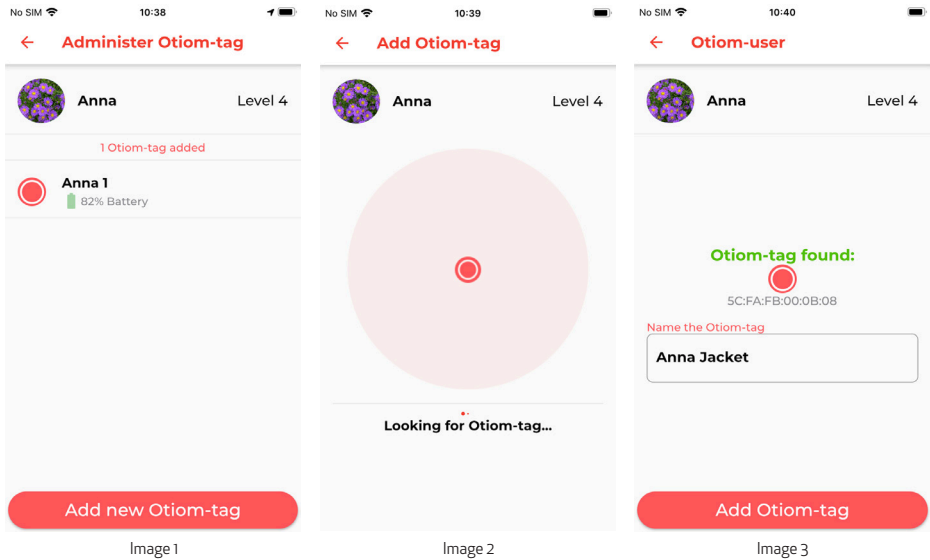 No SIM 10:38
Administer Otiom-tag
Anna Level 4
1 Otiom-tag added
Anna 1
82% Battery
Add new Otiom-tag
Image 1
No SIM 10:39
Add Otiom-tag
Anna Level 4
Looking for Otiom-tag...
Image 2
No SIM 10:40
Otiom-user
Anna Level 4
Otiom-tag found:
5C:FA:FB:00:0B:08
Name the Otiom-tag
Anna Jacket
Add Otiom-tag
Image 3